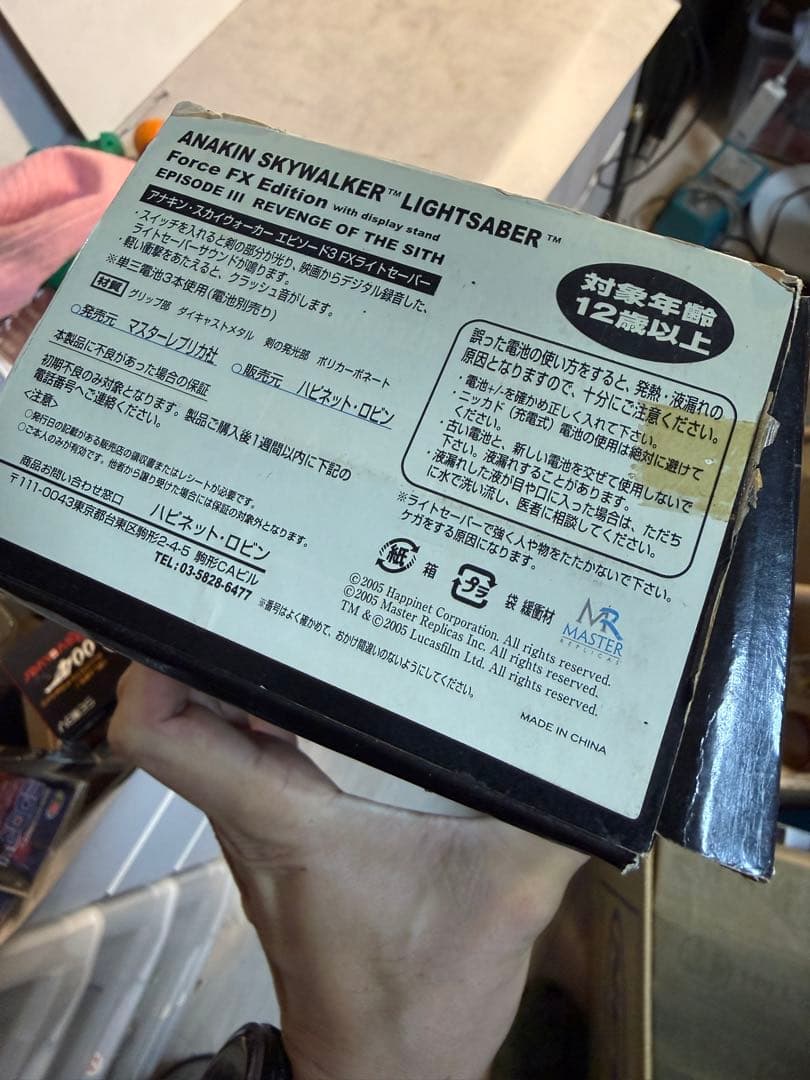 ANAKIN SKYWALKER™ LIGHTSABER™
Force FX Edition with display stand
EPISODE III REVENGE OF THE SITH
アナキン・スカイウォーカー エピソード3 FXライトセーバー
・スイッチを入れると剣の部分が光り、映画からデジタル録音した、
ライトセーバーサウンドが鳴ります。
・軽い衝撃をあたえると、クラッシュ音がします。
※単三電池3本使用(電池別売り)
材質 グリップ部 ダイキャストメタル 剣の発光部 ポリカーボネート
○発売元 マスターレプリカ社 ○販売元 ハピネット・ロビン
本製品に不良があった場合の保証
初期不良のみ対象となります。製品ご購入後1週間以内に下記の
電話番号へご連絡ください。
<注意>
○発行日の記載がある販売店の領収書またはレシートが必要です。
○ご本人のみが有効です。他者から譲り受けた場合には保証の対象外となります。
商品お問い合わせ窓口 ハピネット・ロビン
〒111-0043東京都台東区駒形2-4-5 駒形CAビル
TEL:03-5828-6477
※番号はよく確かめて、おかけ間違いのないようにしてください。
対象年齢
12歳以上
誤った電池の使い方をすると、発熱・液漏れの
原因となりますので、十分にご注意ください。
・電池+/-を確かめ正しく入れて下さい。
・ニッカド(充電式)電池の使用は絶対に避けて
ください。
・古い電池と、新しい電池を交ぜて使用しないで
下さい。液漏れすることがあります。
・液漏れした液が目や口に入った場合は、ただち
に水で洗い流し、医者に相談してください。
※ライトセーバーで強く人や物をたたかないで下さい。
ケガをする原因になります。
紙 箱 プラ 袋 緩衝材
MR
MASTER
REPLICAS
©2005 Happinet Corporation. All rights reserved.
©2005 Master Replicas Inc. All rights reserved.
TM & ©2005 Lucasfilm Ltd. All rights reserved.
MADE IN CHINA